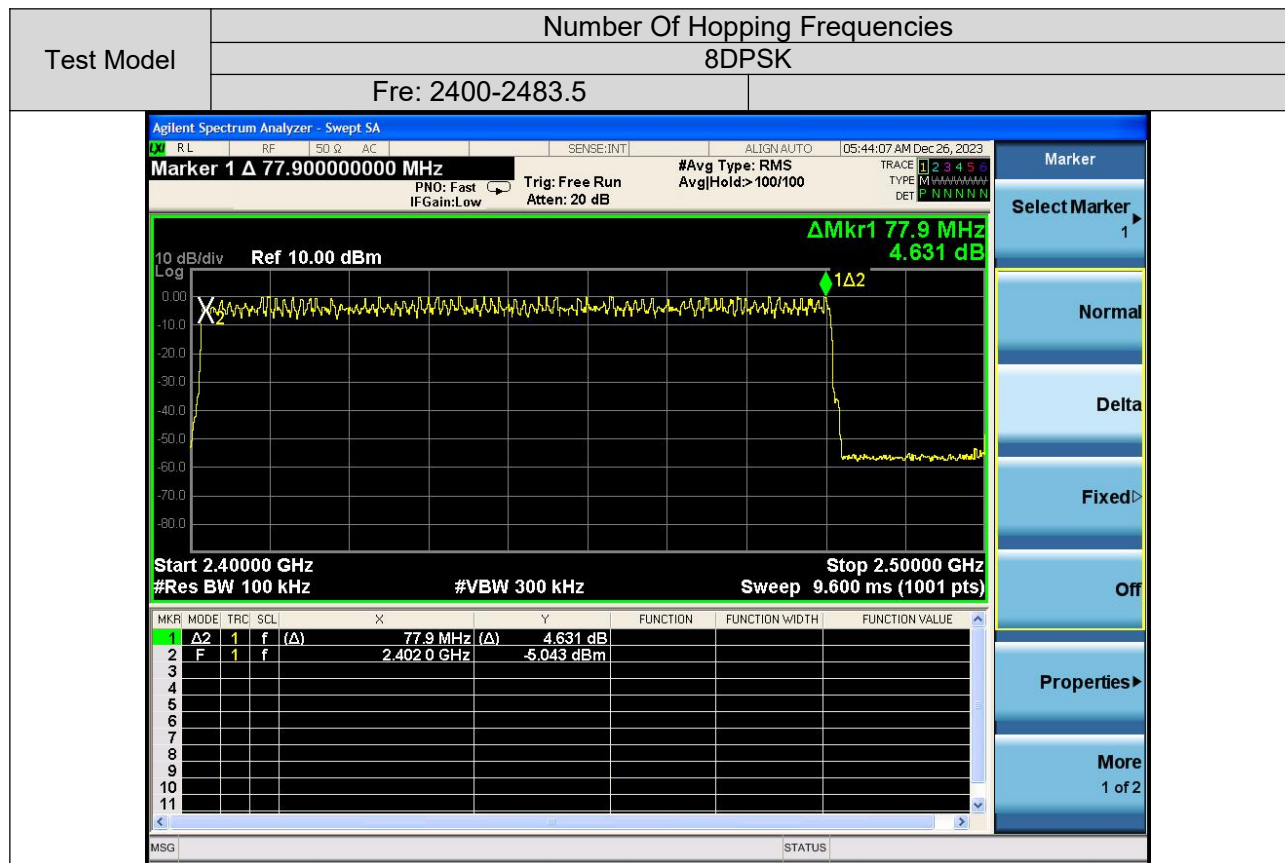 Test Model
Number Of Hopping Frequencies
8DPSK
Fre: 2400-2483.5
Agilent Spectrum Analyzer - Swept SA
LXI RL RF 50 Ω AC SENSE:INT ALIGN AUTO 05:44:07 AM Dec 26, 2023
Marker 1 Δ 77.900000000 MHz
PNO: Fast
IFGain:Low
Trig: Free Run
Atten: 20 dB
#Avg Type: RMS
Avg|Hold:>100/100
TRACE 1 2 3 4 5 6
TYPE M
DET P N N N N N
ΔMkr1 77.9 MHz
4.631 dB
10 dB/div Ref 10.00 dBm
Log
1Δ2
0.00
2
-10.0
-20.0
-30.0
-40.0
-50.0
-60.0
-70.0
-80.0
Start 2.40000 GHz Stop 2.50000 GHz
#Res BW 100 kHz #VBW 300 kHz Sweep 9.600 ms (1001 pts)
MKR MODE TRC SCL X Y FUNCTION FUNCTION WIDTH FUNCTION VALUE
1 Δ2 1 f (Δ) 77.9 MHz (Δ) 4.631 dB
2 F 1 f 2.402 0 GHz -5.043 dBm
3
4
5
6
7
8
9
10
11
MSG STATUS
Marker
Select Marker
1
Normal
Delta
Fixed
Off
Properties
More
1 of 2